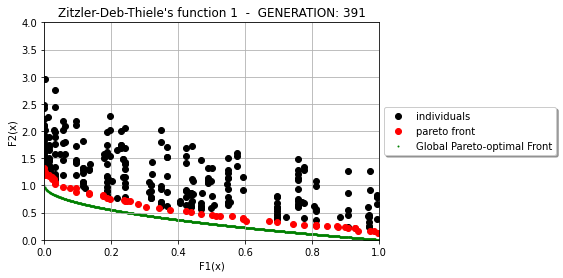 Zitzler-Deb-Thiele's function 1  -  GENERATION: 391
4.0
3.5
3.0
2.5
2.0
1.5
1.0
0.5
0.0
F2(x)
0.0 0.2 0.4 0.6 0.8 1.0
F1(x)
individuals
pareto front
Global Pareto-optimal Front